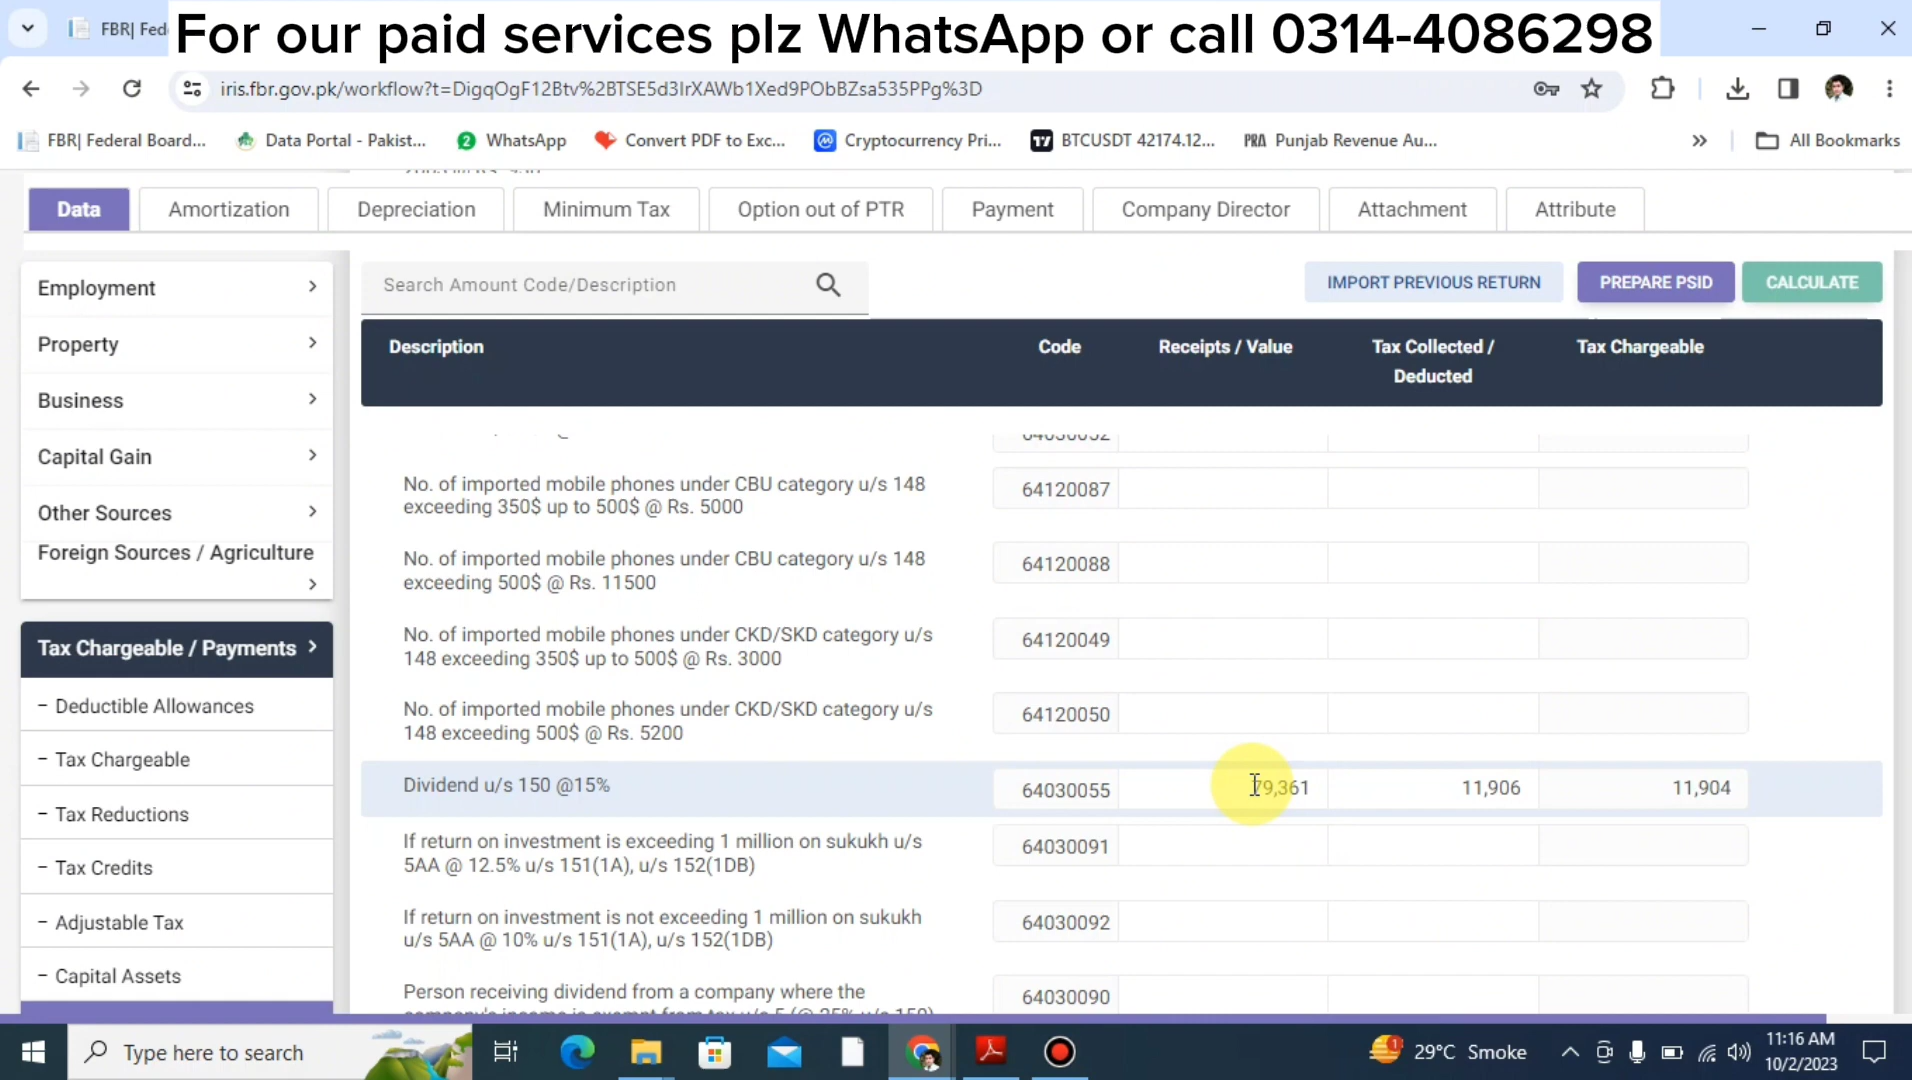 For our paid services plz WhatsApp or call 0314-4086298
FBR| Fed
iris.fbr.gov.pk/workflow?t=DigqOgF12Btv%2BTSE5d3IrXAWb1Xed9PObBZsa535PPg%3D
FBR| Federal Board...
Data Portal - Pakist...
2
WhatsApp
Convert PDF to Exc...
Cryptocurrency Pri...
BTCUSDT 42174.12...
PRA Punjab Revenue Au...
»
All Bookmarks
Data
Amortization
Depreciation
Minimum Tax
Option out of PTR
Payment
Company Director
Attachment
Attribute
Employment
Property
Business
Capital Gain
Other Sources
Foreign Sources / Agriculture
Tax Chargeable / Payments
- Deductible Allowances
- Tax Chargeable
- Tax Reductions
- Tax Credits
- Adjustable Tax
- Capital Assets
Search Amount Code/Description
IMPORT PREVIOUS RETURN
PREPARE PSID
CALCULATE
Description Code Receipts / Value Tax Collected / Tax Chargeable
Deducted
No. of imported mobile phones under CBU category u/s 148 64120087
exceeding 350$ up to 500$ @ Rs. 5000
No. of imported mobile phones under CBU category u/s 148 64120088
exceeding 500$ @ Rs. 11500
No. of imported mobile phones under CKD/SKD category u/s 64120049
148 exceeding 350$ up to 500$ @ Rs. 3000
No. of imported mobile phones under CKD/SKD category u/s 64120050
148 exceeding 500$ @ Rs. 5200
Dividend u/s 150 @15% 64030055 79,361 11,906 11,904
If return on investment is exceeding 1 million on sukukh u/s 64030091
5AA @ 12.5% u/s 151(1A), u/s 152(1DB)
If return on investment is not exceeding 1 million on sukukh 64030092
u/s 5AA @ 10% u/s 151(1A), u/s 152(1DB)
Person receiving dividend from a company where the 64030090
Type here to search
1
29°C Smoke
11:16 AM
10/2/2023